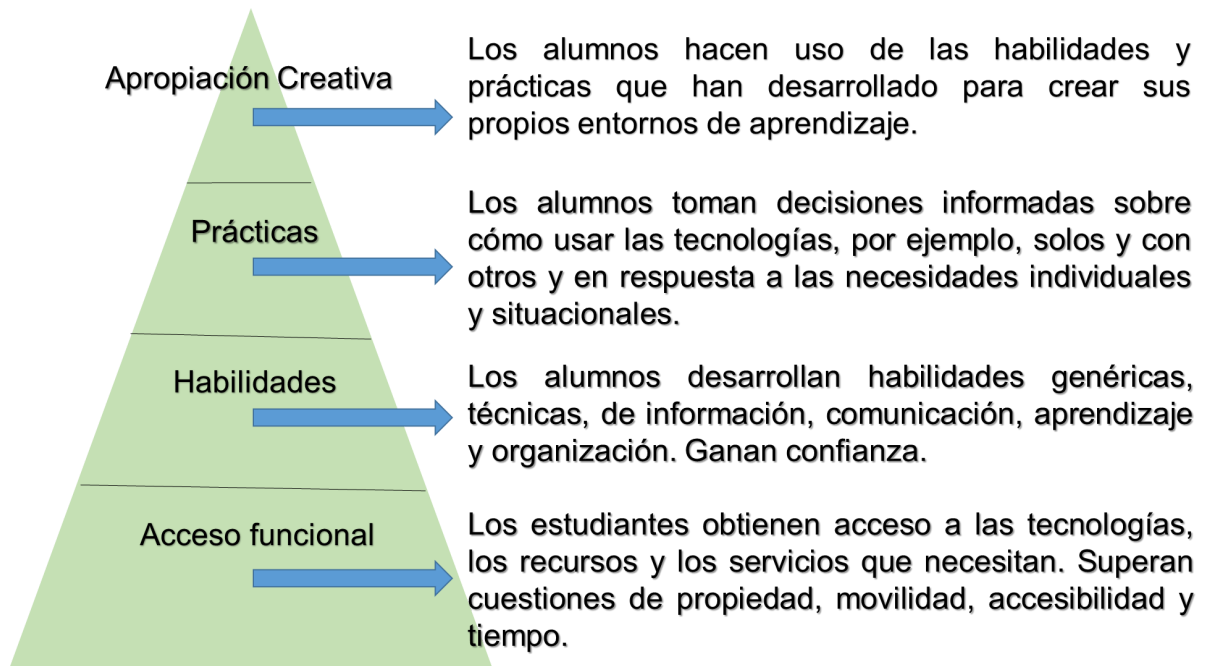 Apropiación Creativa
Los alumnos hacen uso de las habilidades y
prácticas que han desarrollado para crear sus
propios entornos de aprendizaje.
Prácticas
Los alumnos toman decisiones informadas sobre
cómo usar las tecnologías, por ejemplo, solos y con
otros y en respuesta a las necesidades individuales
y situacionales.
Habilidades
Los alumnos desarrollan habilidades genéricas,
técnicas, de información, comunicación, aprendizaje
y organización. Ganan confianza.
Acceso funcional
Los estudiantes obtienen acceso a las tecnologías,
los recursos y los servicios que necesitan. Superan
cuestiones de propiedad, movilidad, accesibilidad y
tiempo.